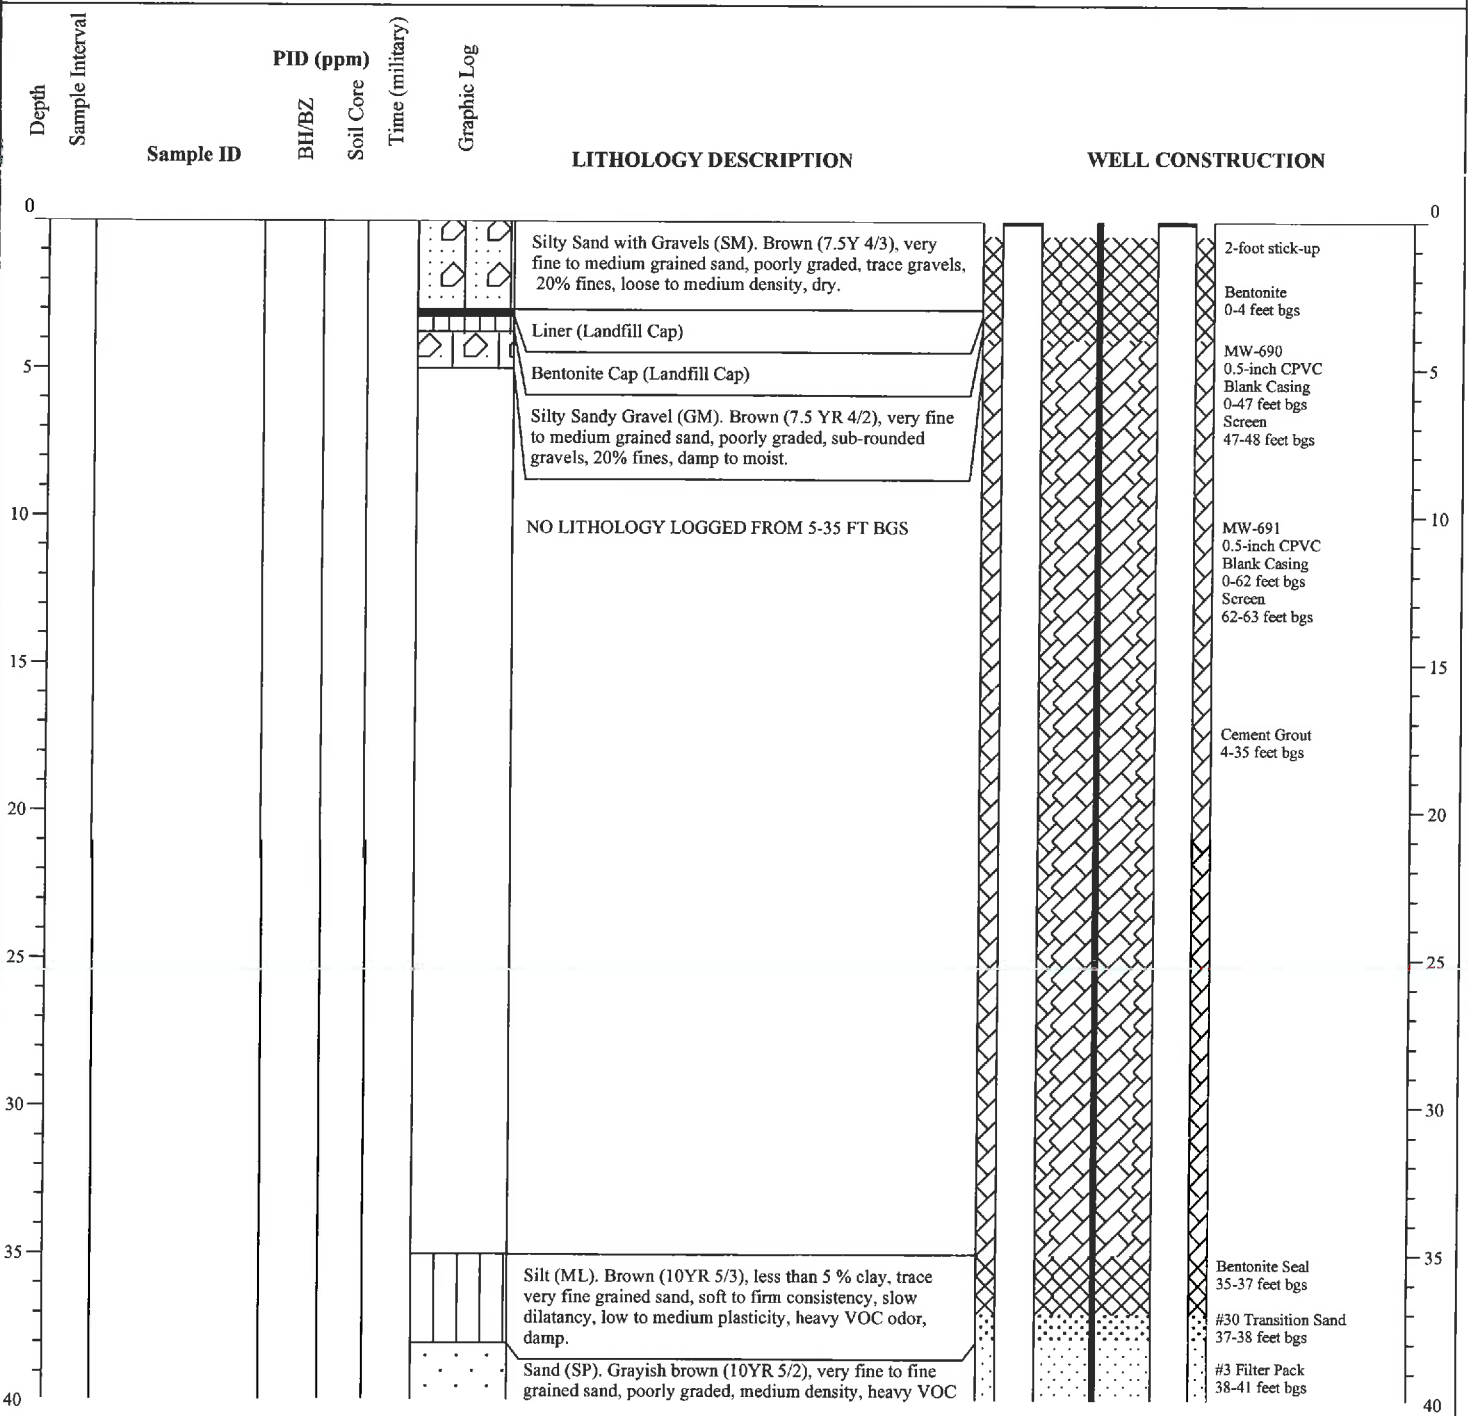 Depth
Sample Interval
Sample ID
PID (ppm)
BH/BZ
Soil Core
Time (military)
Graphic Log
LITHOLOGY DESCRIPTION
WELL CONSTRUCTION
0
0
Silty Sand with Gravels (SM). Brown (7.5Y 4/3), very
fine to medium grained sand, poorly graded, trace gravels,
20% fines, loose to medium density, dry.
2-foot stick-up
Bentonite
0-4 feet bgs
Liner (Landfill Cap)
Bentonite Cap (Landfill Cap)
5
5
MW-690
0.5-inch CPVC
Blank Casing
0-47 feet bgs
Screen
47-48 feet bgs
Silty Sandy Gravel (GM). Brown (7.5 YR 4/2), very fine
to medium grained sand, poorly graded, sub-rounded
gravels, 20% fines, damp to moist.
10
10
NO LITHOLOGY LOGGED FROM 5-35 FT BGS
MW-691
0.5-inch CPVC
Blank Casing
0-62 feet bgs
Screen
62-63 feet bgs
15
15
Cement Grout
4-35 feet bgs
20
20
25
25
30
30
35
35
Silt (ML). Brown (10YR 5/3), less than 5 % clay, trace
very fine grained sand, soft to firm consistency, slow
dilatancy, low to medium plasticity, heavy VOC odor,
damp.
Bentonite Seal
35-37 feet bgs
#30 Transition Sand
37-38 feet bgs
Sand (SP). Grayish brown (10YR 5/2), very fine to fine
grained sand, poorly graded, medium density, heavy VOC
#3 Filter Pack
38-41 feet bgs
40
40